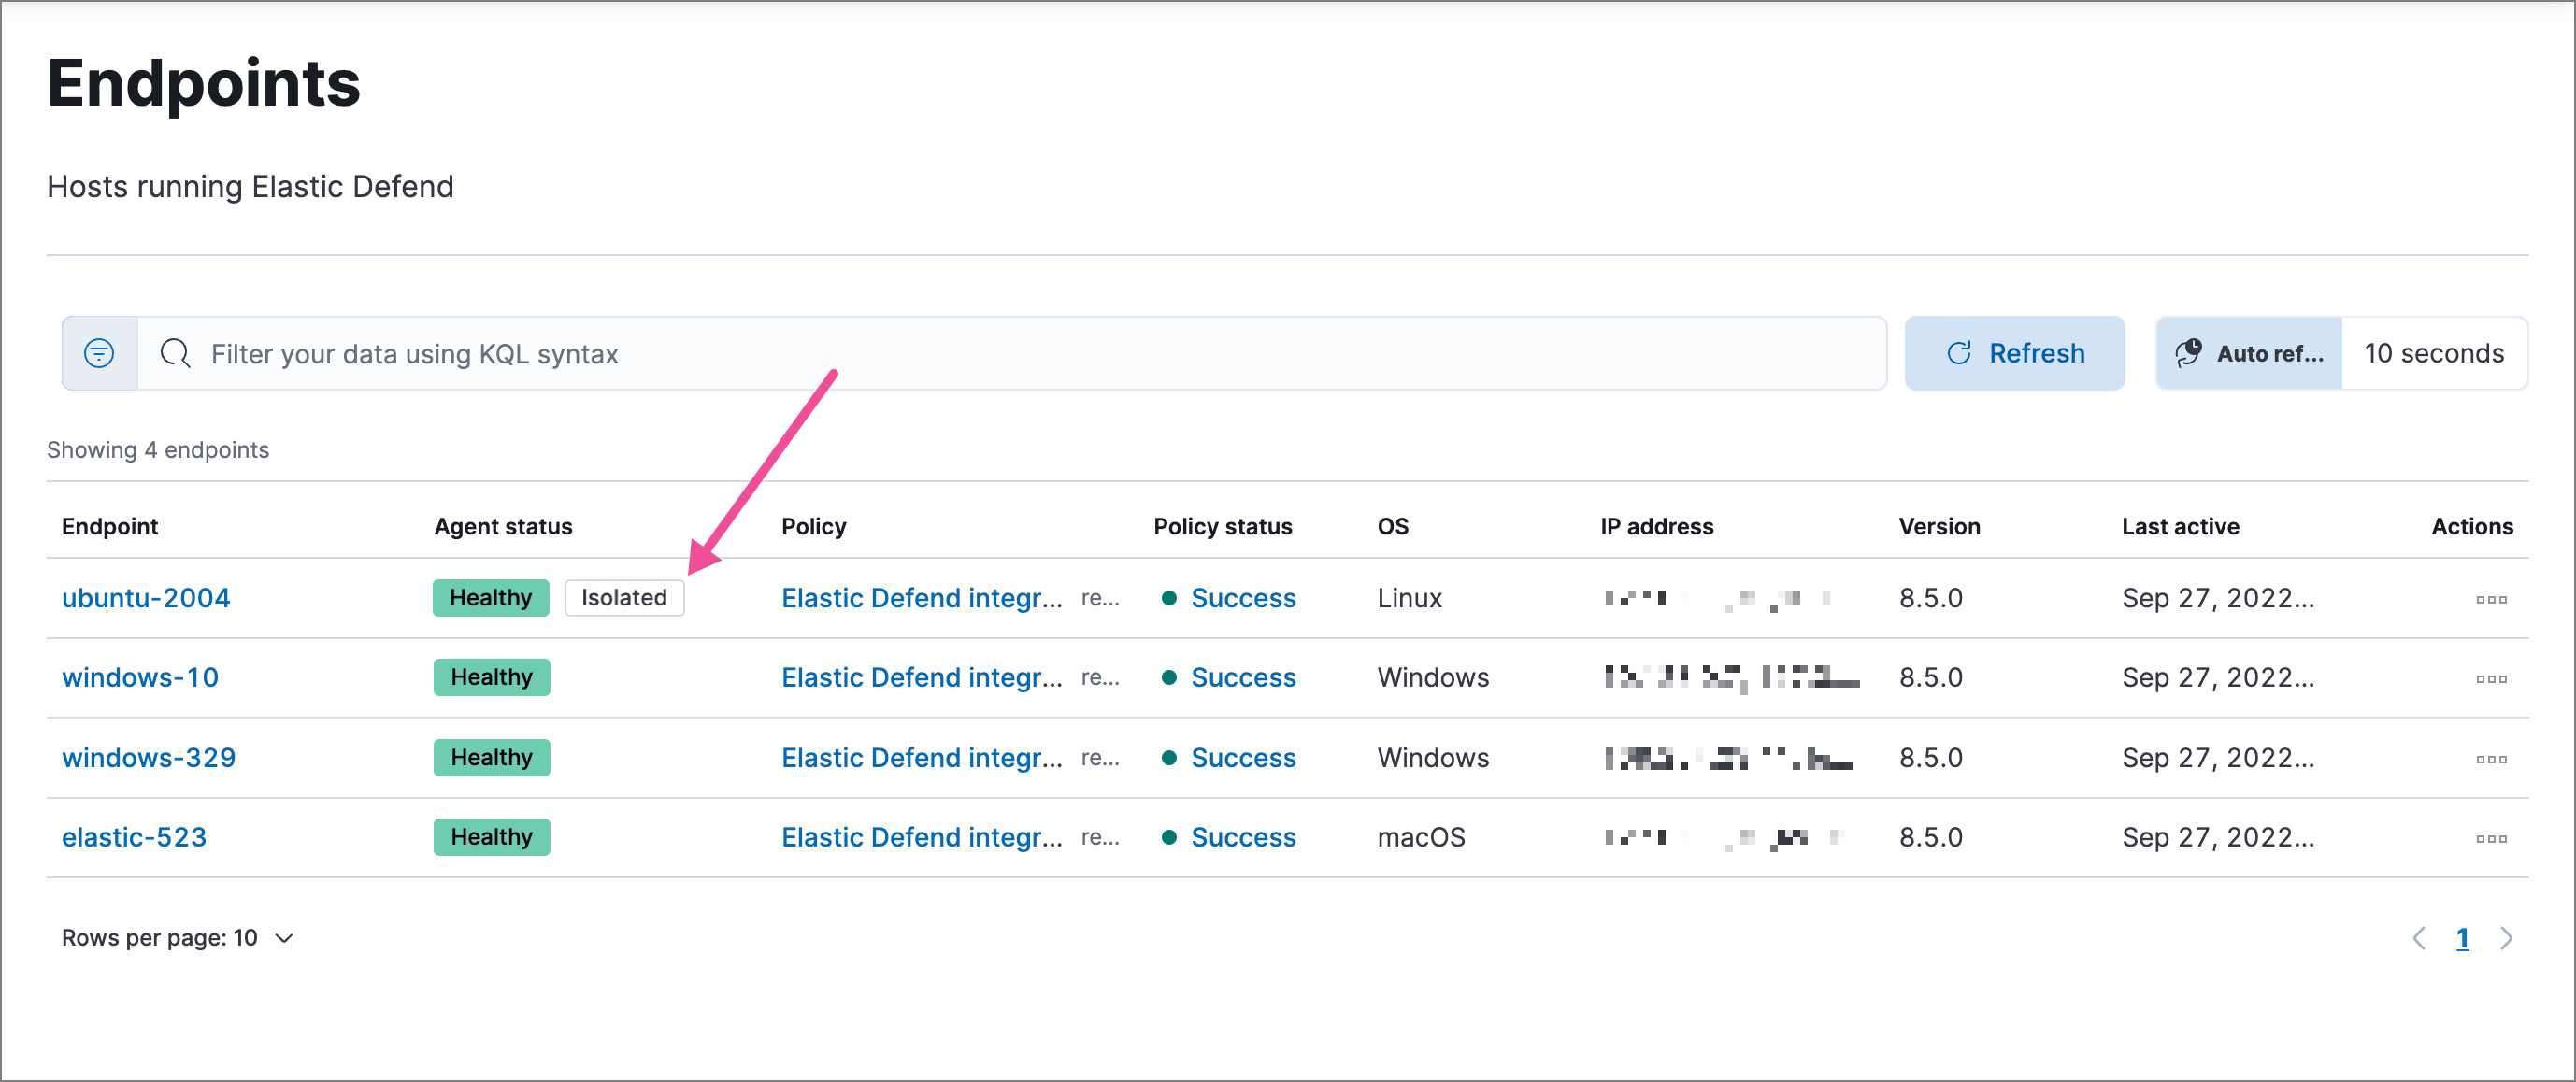 Endpoints
Hosts running Elastic Defend
Filter your data using KQL syntax
Refresh
Auto ref...
10 seconds
Showing 4 endpoints
Endpoint Agent status Policy Policy status OS IP address Version Last active Actions
ubuntu-2004 Healthy Isolated Elastic Defend integr... re... Success Linux 8.5.0 Sep 27, 2022...
windows-10 Healthy Elastic Defend integr... re... Success Windows 8.5.0 Sep 27, 2022...
windows-329 Healthy Elastic Defend integr... re... Success Windows 8.5.0 Sep 27, 2022...
elastic-523 Healthy Elastic Defend integr... re... Success macOS 8.5.0 Sep 27, 2022...
Rows per page: 10
1